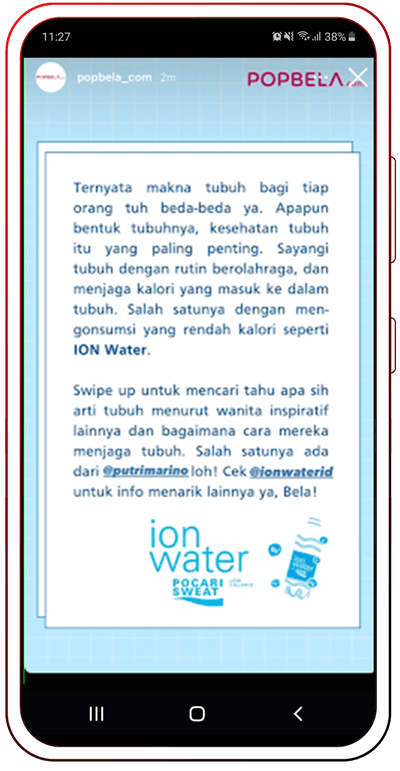 11:27
38%
popbela_com 2m
POPBELA
Ternyata makna tubuh bagi tiap
orang tuh beda-beda ya. Apapun
bentuk tubuhnya, kesehatan tubuh
itu yang paling penting. Sayangi
tubuh dengan rutin berolahraga, dan
menjaga kalori yang masuk ke dalam
tubuh. Salah satunya dengan men-
gonsumsi yang rendah kalori seperti
ION Water.
Swipe up untuk mencari tahu apa sih
arti tubuh menurut wanita inspiratif
lainnya dan bagaimana cara mereka
menjaga tubuh. Salah satunya ada
dari @putrimarino loh! Cek @ionwaterid
untuk info menarik lainnya ya, Bela!
ion
water
POCARI
SWEAT
LOW
CALORIE
ion
water